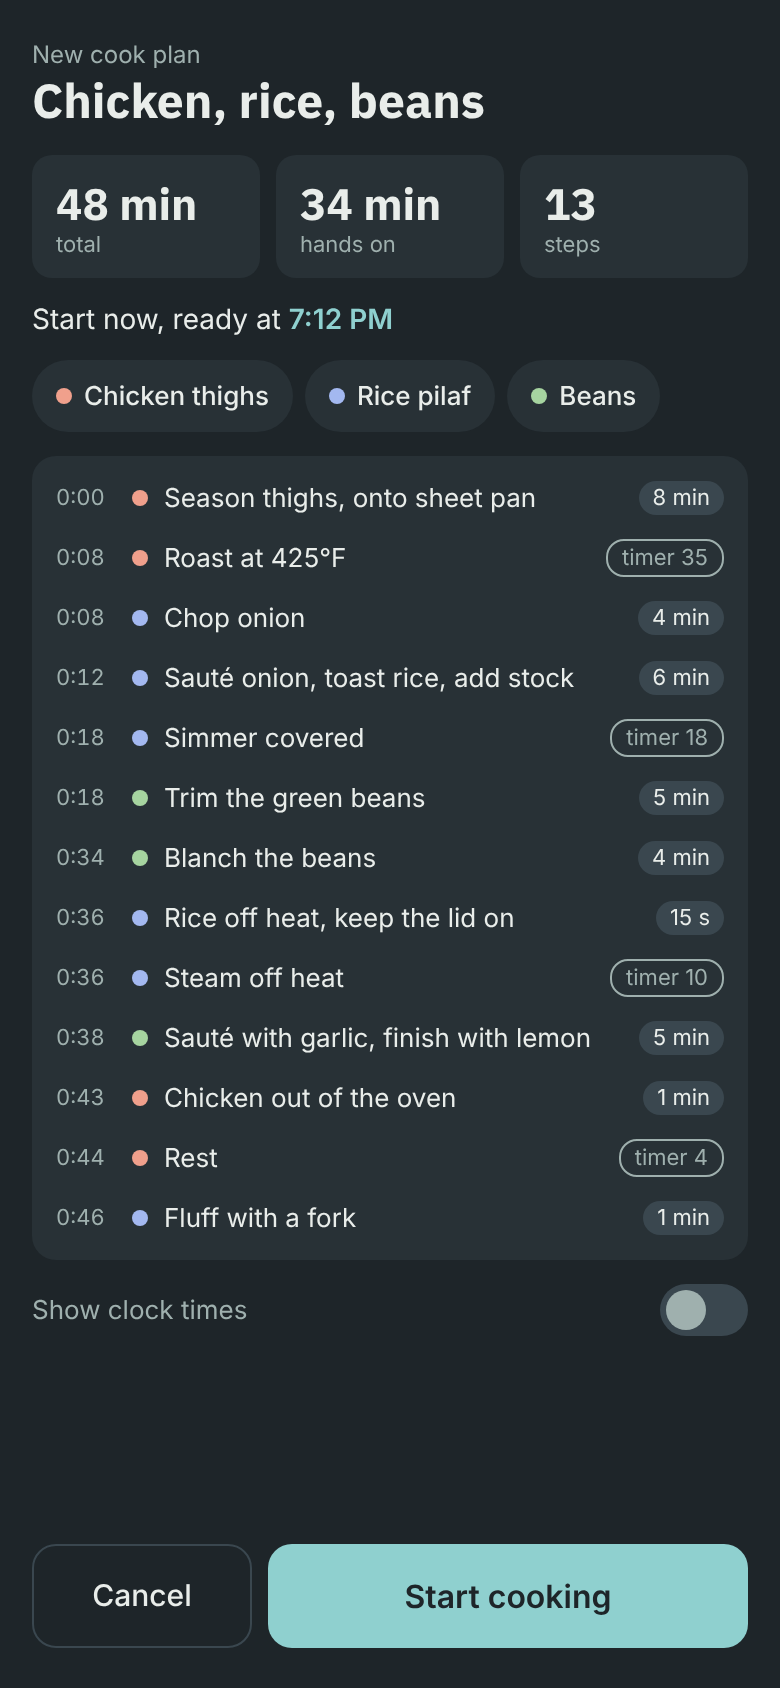 New cook plan
Chicken, rice, beans
48 min
total
34 min
hands on
13
steps
Start now, ready at 7:12 PM
Chicken thighs
Rice pilaf
Beans
0:00 Season thighs, onto sheet pan 8 min
0:08 Roast at 425°F timer 35
0:08 Chop onion 4 min
0:12 Sauté onion, toast rice, add stock 6 min
0:18 Simmer covered timer 18
0:18 Trim the green beans 5 min
0:34 Blanch the beans 4 min
0:36 Rice off heat, keep the lid on 15 s
0:36 Steam off heat timer 10
0:38 Sauté with garlic, finish with lemon 5 min
0:43 Chicken out of the oven 1 min
0:44 Rest timer 4
0:46 Fluff with a fork 1 min
Show clock times
Cancel
Start cooking